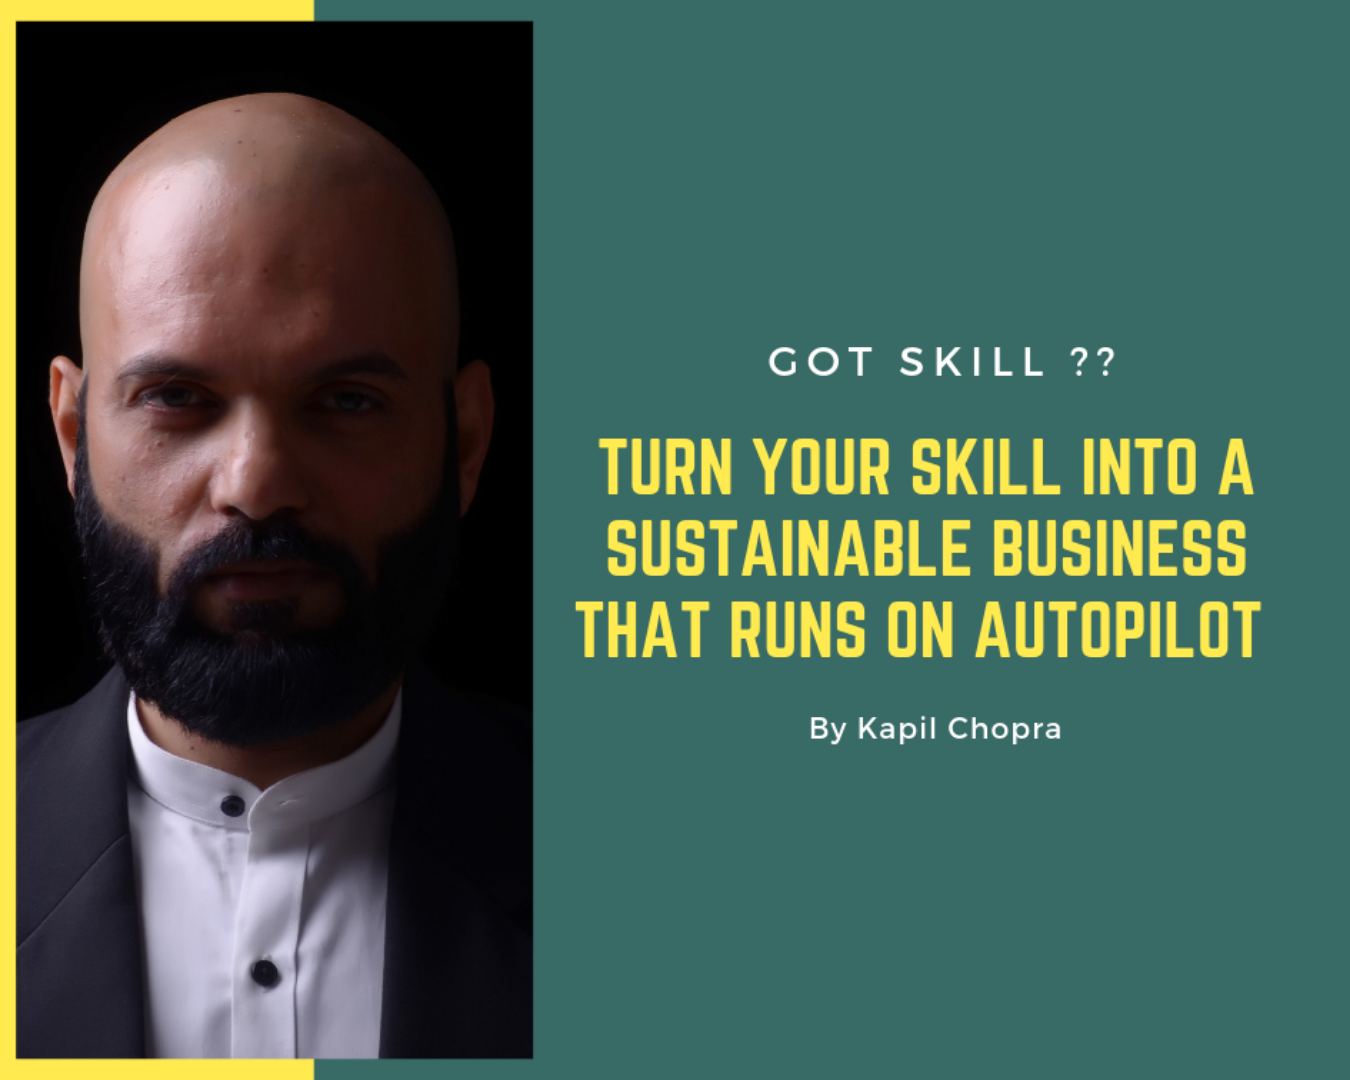 GOT SKILL ??
TURN YOUR SKILL INTO A
SUSTAINABLE BUSINESS
THAT RUNS ON AUTOPILOT
By Kapil Chopra